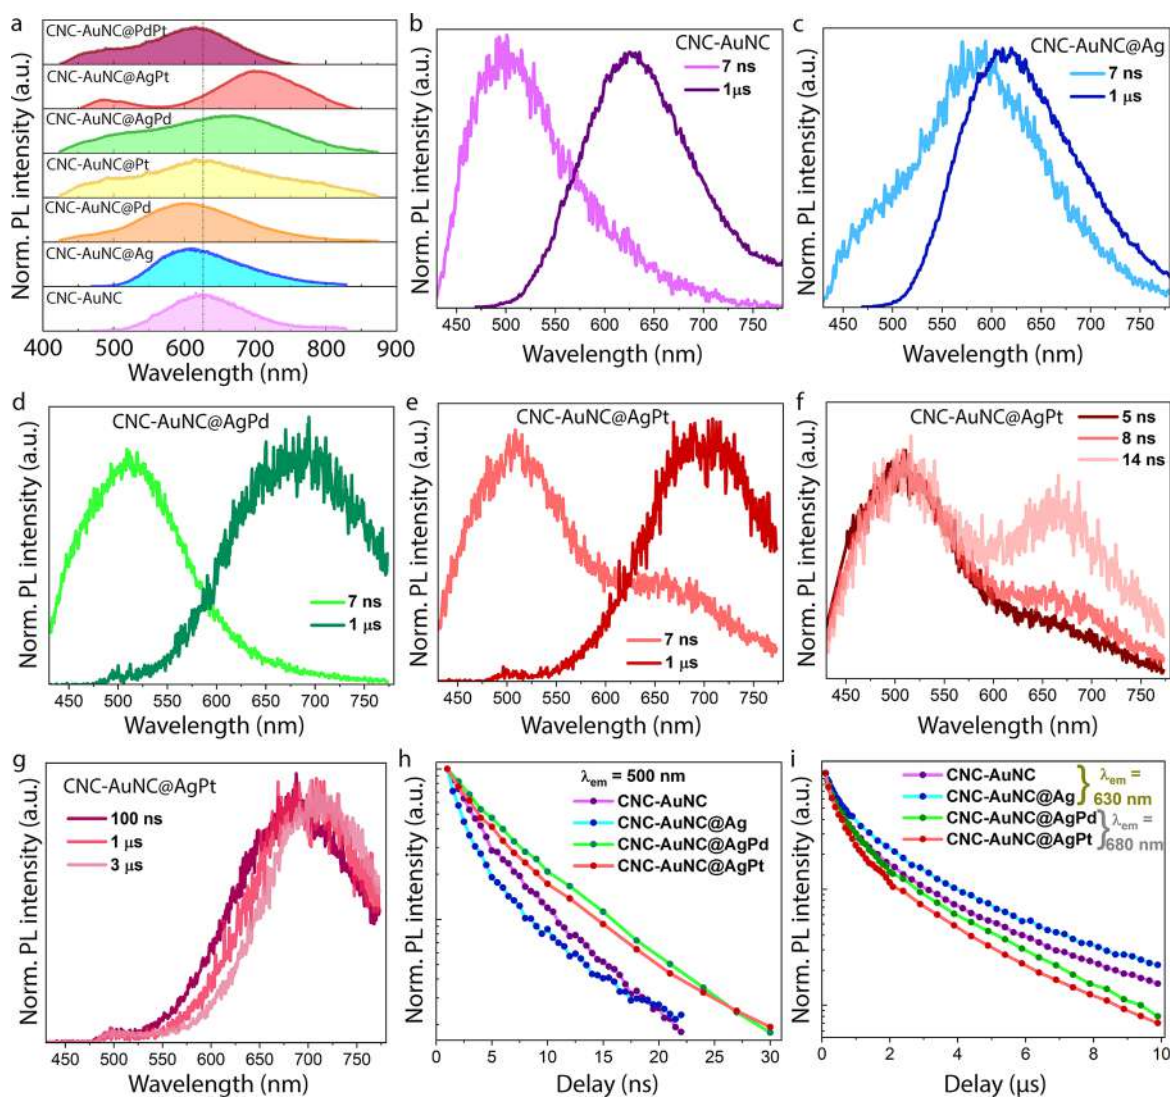 a
CNC-AuNC@PdPt
CNC-AuNC@AgPt
CNC-AuNC@AgPd
CNC-AuNC@Pt
CNC-AuNC@Pd
CNC-AuNC@Ag
CNC-AuNC
Norm. PL intensity (a.u.)
400 500 600 700 800 900
Wavelength (nm)
b
CNC-AuNC
7 ns
1μs
Norm. PL intensity (a.u.)
450 500 550 600 650 700 750
Wavelength (nm)
c
CNC-AuNC@Ag
7 ns
1 μs
Norm. PL intensity (a.u.)
450 500 550 600 650 700 750
Wavelength (nm)
d
CNC-AuNC@AgPd
7 ns
1 μs
Norm. PL intensity (a.u.)
450 500 550 600 650 700 750
Wavelength (nm)
e
CNC-AuNC@AgPt
7 ns
1 μs
Norm. PL intensity (a.u.)
450 500 550 600 650 700 750
Wavelength (nm)
f
CNC-AuNC@AgPt
5 ns
8 ns
14 ns
Norm. PL intensity (a.u.)
450 500 550 600 650 700 750
Wavelength (nm)
g
CNC-AuNC@AgPt
100 ns
1 μs
3 μs
Norm. PL intensity (a.u.)
450 500 550 600 650 700 750
Wavelength (nm)
h
λem = 500 nm
CNC-AuNC
CNC-AuNC@Ag
CNC-AuNC@AgPd
CNC-AuNC@AgPt
Norm. PL intensity (a.u.)
0 5 10 15 20 25 30
Delay (ns)
i
CNC-AuNC
CNC-AuNC@Ag
CNC-AuNC@AgPd
CNC-AuNC@AgPt
} λem =
630 nm
} λem =
680 nm
Norm. PL intensity (a.u.)
0 2 4 6 8 10
Delay (μs)